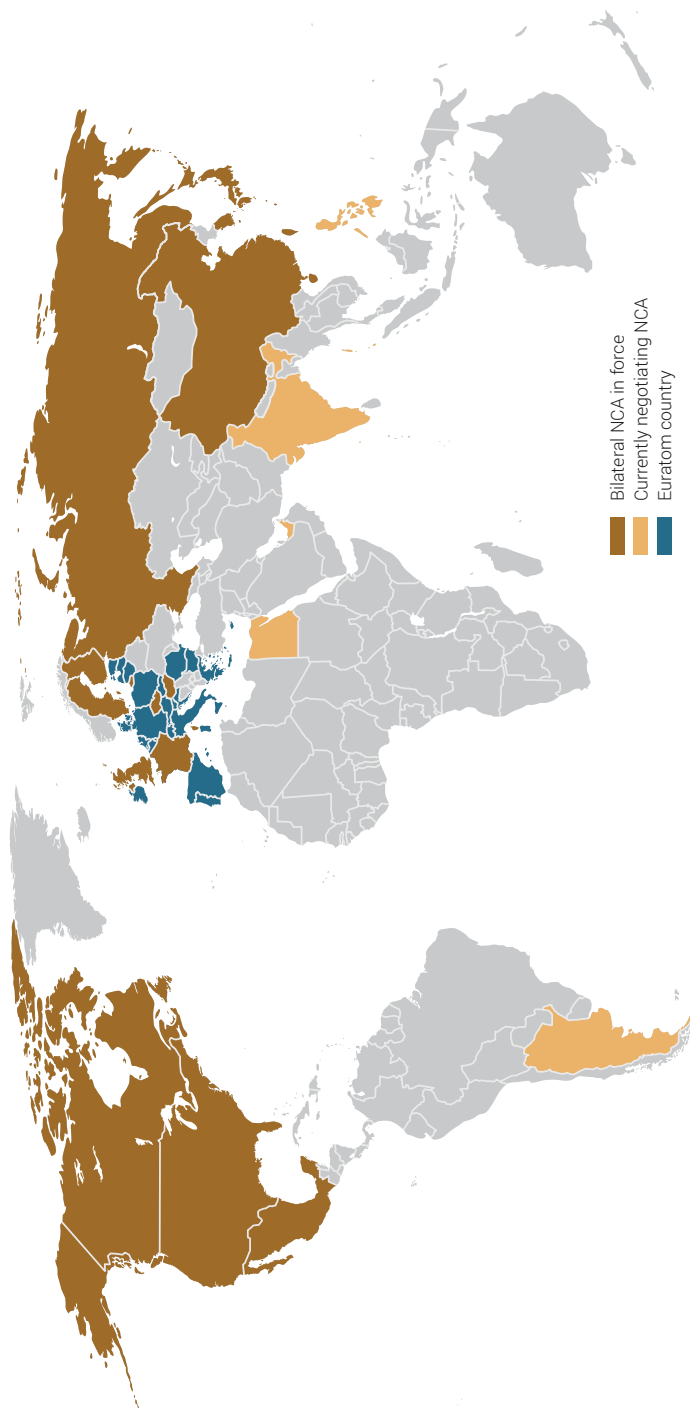 Bilateral NCA in force
Currently negotiating NCA
Euratom country